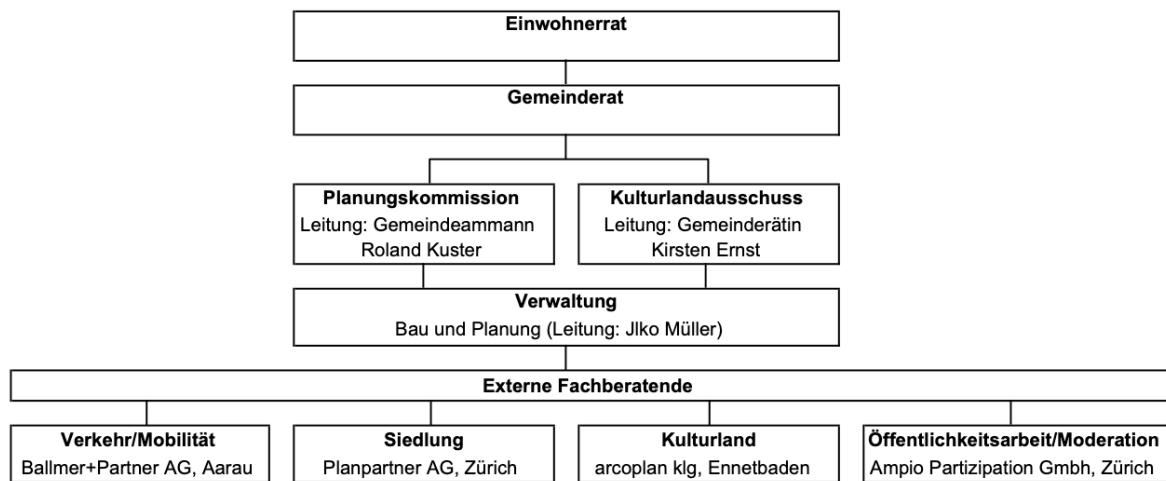 Einwohnerrat
Gemeinderat
Planungskommission
Leitung: Gemeindeammann
Roland Kuster
Kulturlandausschuss
Leitung: Gemeinderätin
Kirsten Ernst
Verwaltung
Bau und Planung (Leitung: Jlko Müller)
Externe Fachberatende
Verkehr/Mobilität
Ballmer+Partner AG, Aarau
Siedlung
Planpartner AG, Zürich
Kulturland
arcoplan klg, Ennetbaden
Öffentlichkeitsarbeit/Moderation
Ampio Partizipation Gmbh, Zürich